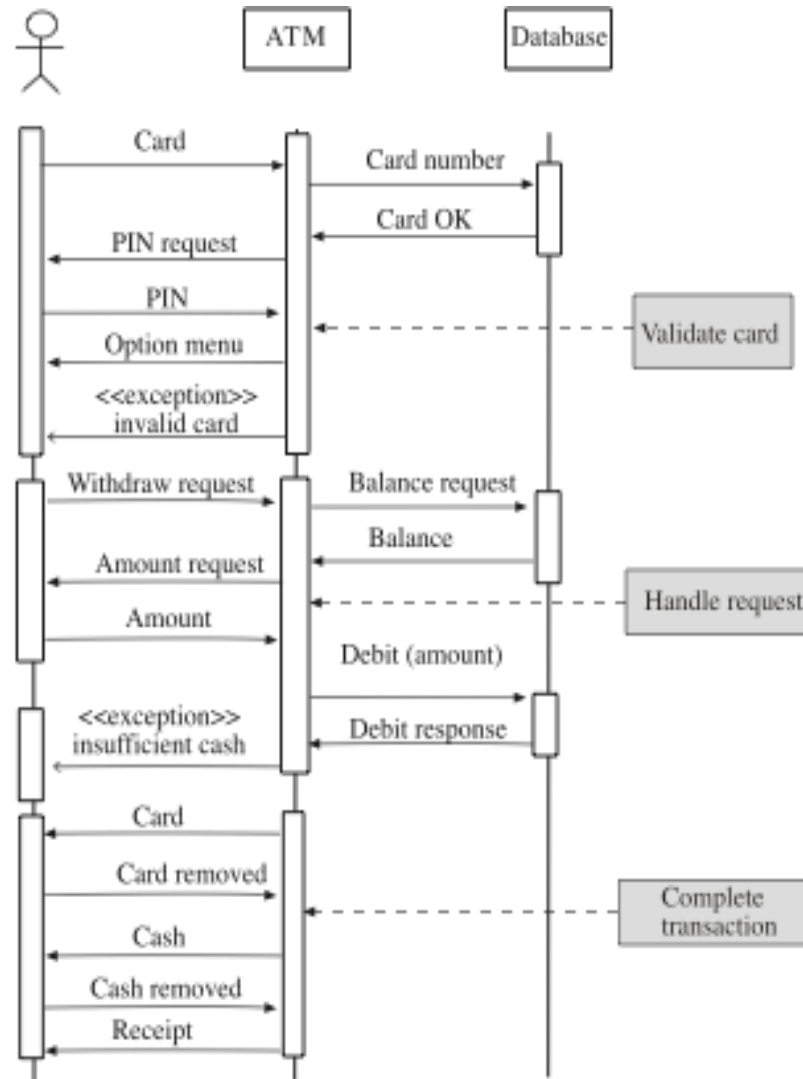 ATM
Database
Card
Card number
Card OK
PIN request
PIN
Validate card
Option menu
<<exception>>
invalid card
Withdraw request
Balance request
Balance
Amount request
Handle request
Amount
Debit (amount)
<<exception>>
insufficient cash
Debit response
Card
Card removed
Complete
transaction
Cash
Cash removed
Receipt